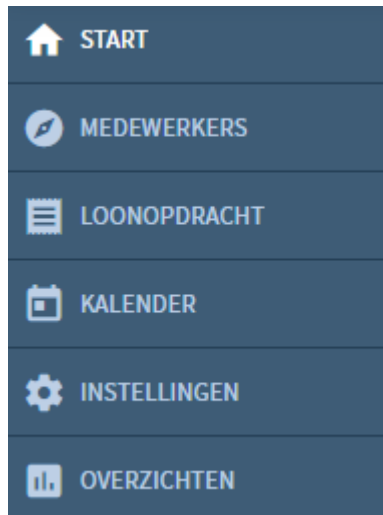 START
MEDEWERKERS
LOONOPDRACHT
KALENDER
INSTELLINGEN
OVERZICHTEN